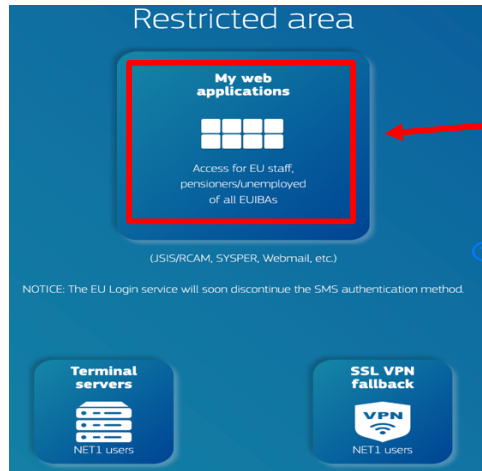 Restricted area
My web
applications
Access for EU staff,
pensioners/unemployed
of all EUIBAs
(JSIS/RCAM, SYSPER, Webmail, etc.)
NOTICE: The EU Login service will soon discontinue the SMS authentication method.
Terminal
servers
NET1 users
SSL VPN
fallback
VPN
NET1 users